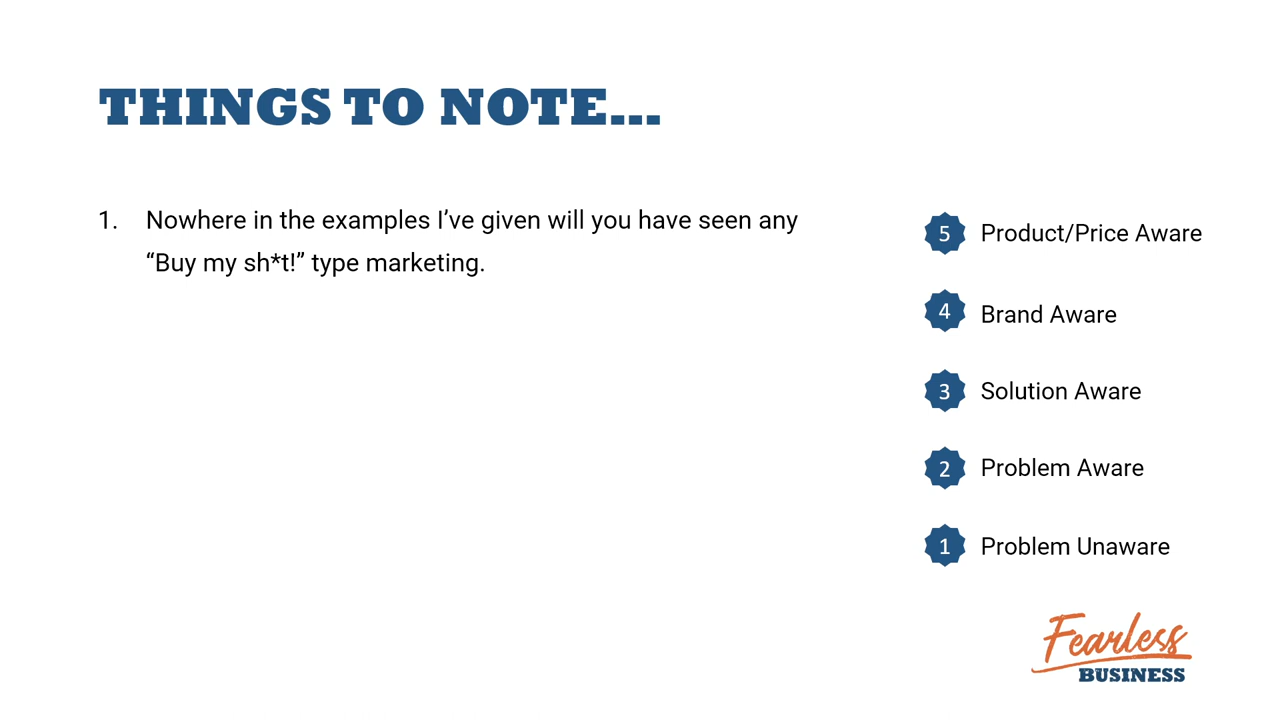 THINGS TO NOTE...
1. Nowhere in the examples I’ve given will you have seen any
“Buy my sh*t!” type marketing.
5 Product/Price Aware
4 Brand Aware
3 Solution Aware
2 Problem Aware
1 Problem Unaware
Fearless
BUSINESS